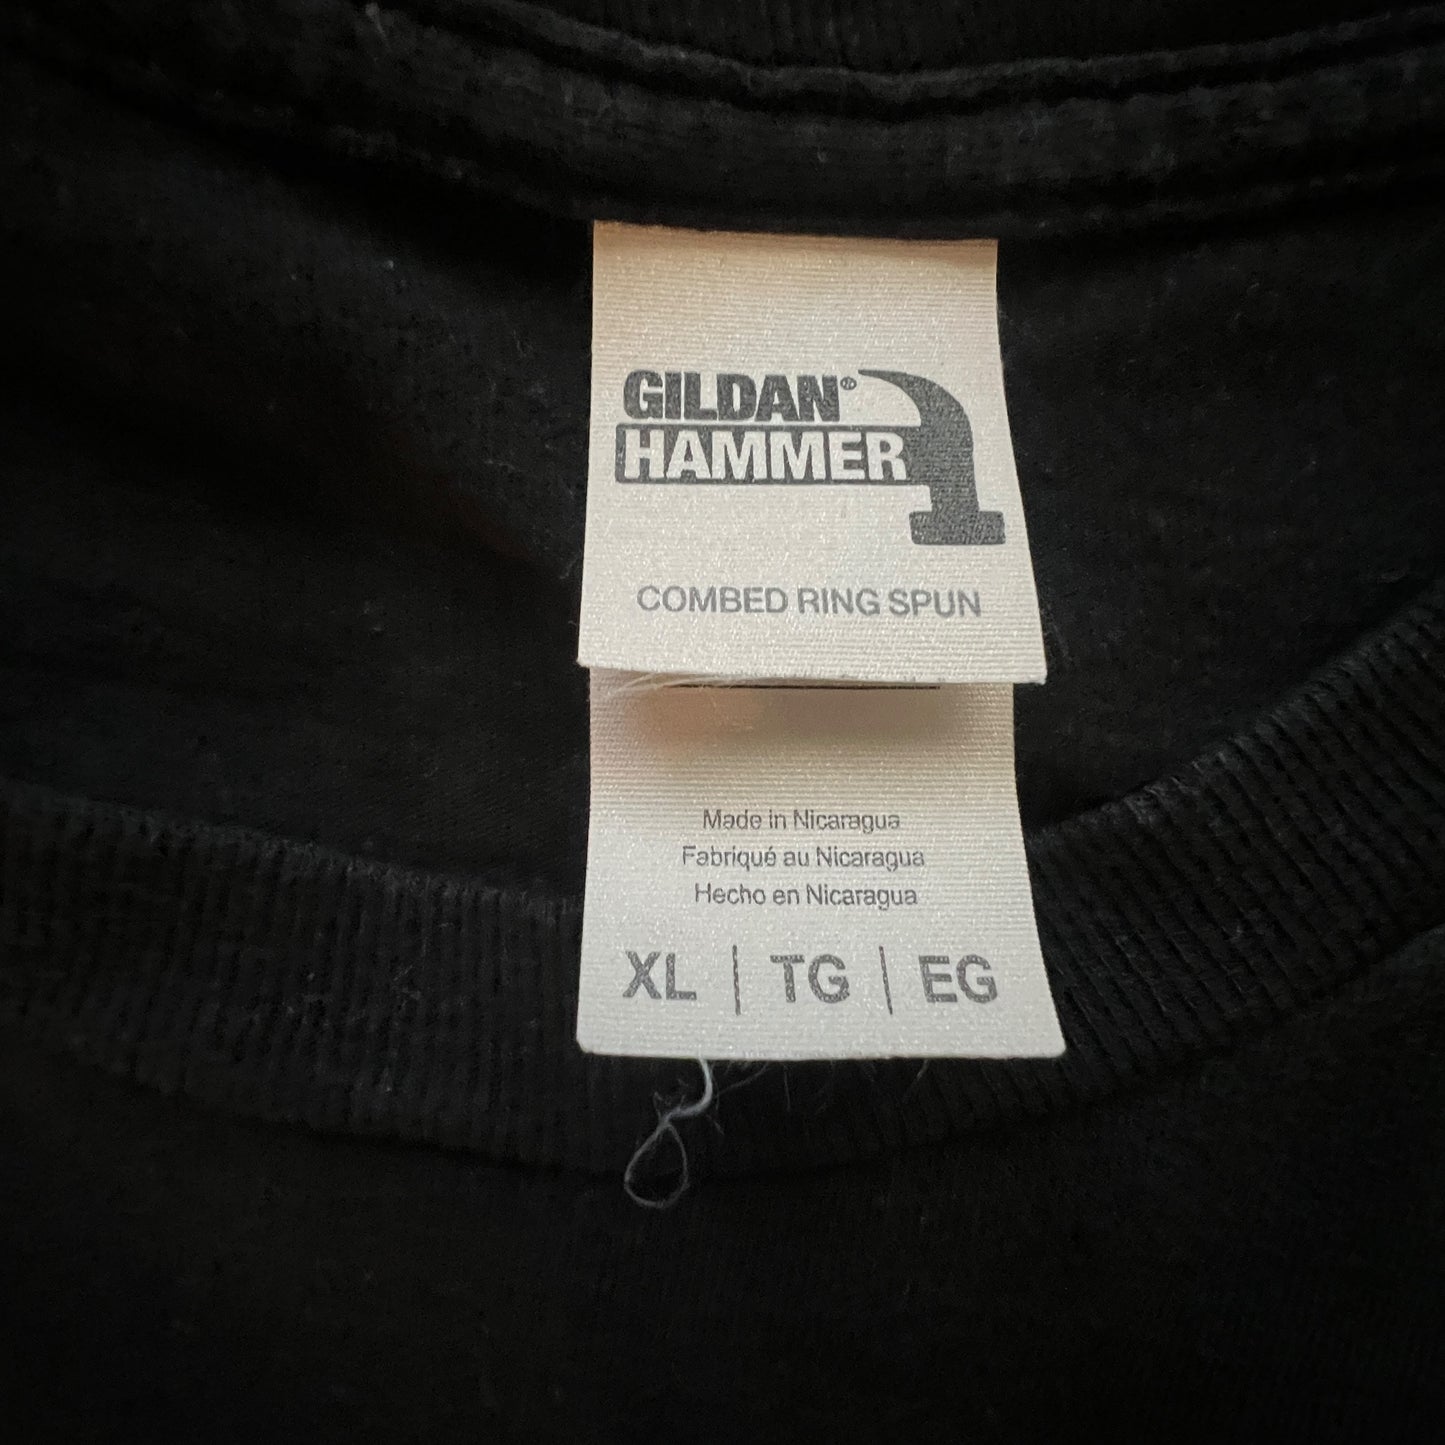 GILDAN®
HAMMER
COMBED RING SPUN
Made in Nicaragua
Fabriqué au Nicaragua
Hecho en Nicaragua
XL | TG | EG